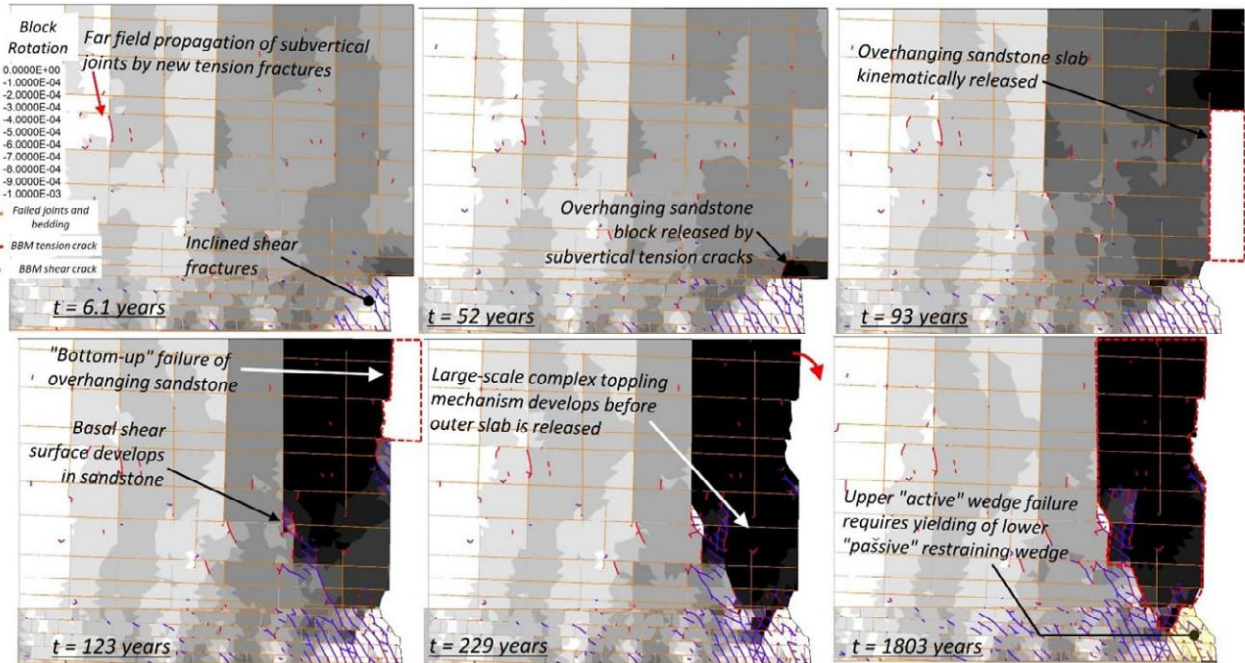 Block
Rotation
0.0000E+00
-1.0000E-04
-2.0000E-04
-3.0000E-04
-4.0000E-04
-5.0000E-04
-6.0000E-04
-7.0000E-04
-8.0000E-04
-9.0000E-04
-1.0000E-03
Failed joints and
bedding
BBM tension crack
BBM shear crack
Far field propagation of subvertical
joints by new tension fractures
Inclined shear
fractures
t = 6.1 years
Overhanging sandstone
block released by
subvertical tension cracks
t = 52 years
Overhanging sandstone slab
kinematically released
t = 93 years
"Bottom-up" failure of
overhanging sandstone
Basal shear
surface develops
in sandstone
t = 123 years
Large-scale complex toppling
mechanism develops before
outer slab is released
t = 229 years
Upper "active" wedge failure
requires yielding of lower
"passive" restraining wedge
t = 1803 years